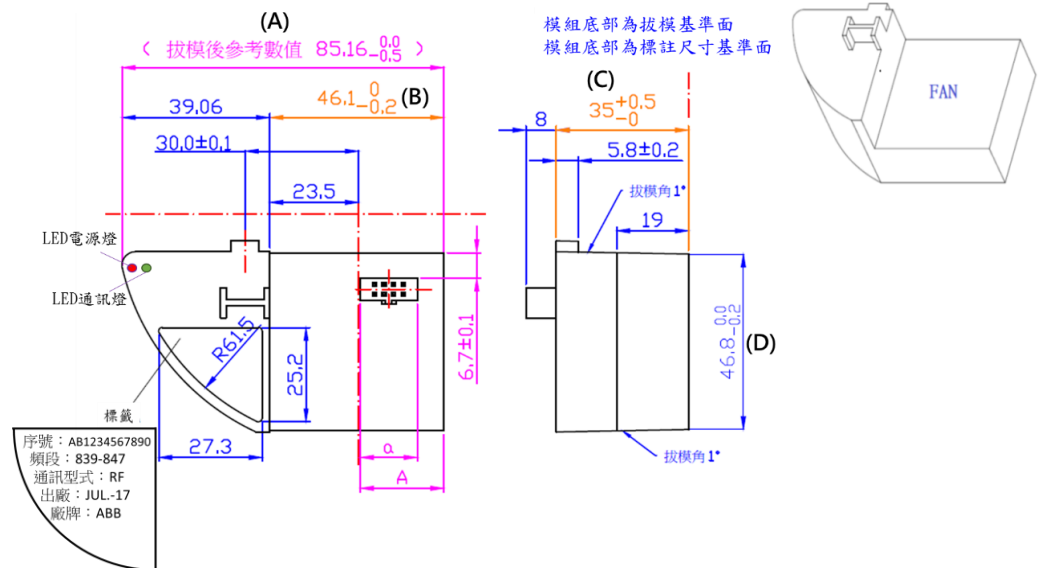 (A)
( 拔模後參考數值 85.16 0.0 -0.5 )
模組底部為拔模基準面
模組底部為標註尺寸基準面
39.06
46.1 0 -0.2 (B)
(C)
35 +0.5 -0
8
FAN
30.0±0.1
5.8±0.2
23.5
拔模角1°
19
LED電源燈
LED通訊燈
R61.5
25.2
6.7±0.1
46.8 0.0 -0.2 (D)
標籤
27.3
a
A
拔模角1°
序號：AB1234567890
頻段：839-847
通訊型式：RF
出廠：JUL.-17
廠牌：ABB